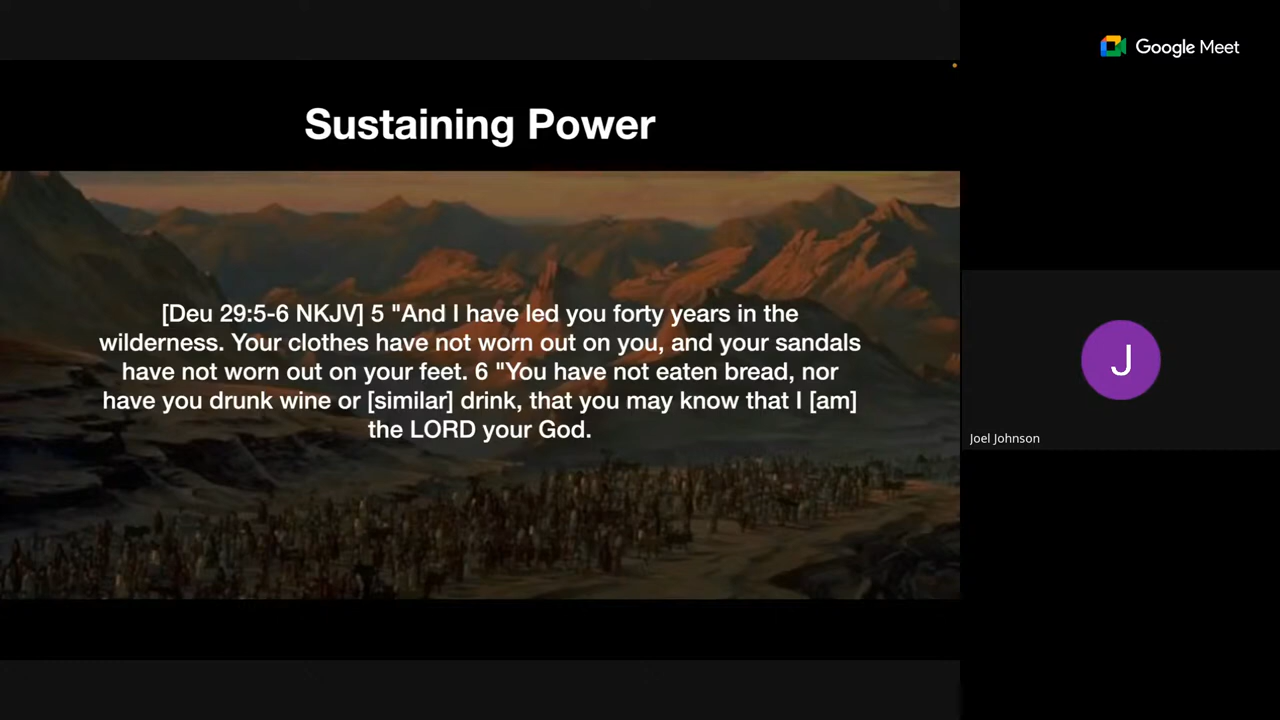 Google Meet
Sustaining Power
[Deu 29:5-6 NKJV] 5 "And I have led you forty years in the
wilderness. Your clothes have not worn out on you, and your sandals
have not worn out on your feet. 6 "You have not eaten bread, nor
have you drunk wine or [similar] drink, that you may know that I [am]
the LORD your God.
J
Joel Johnson